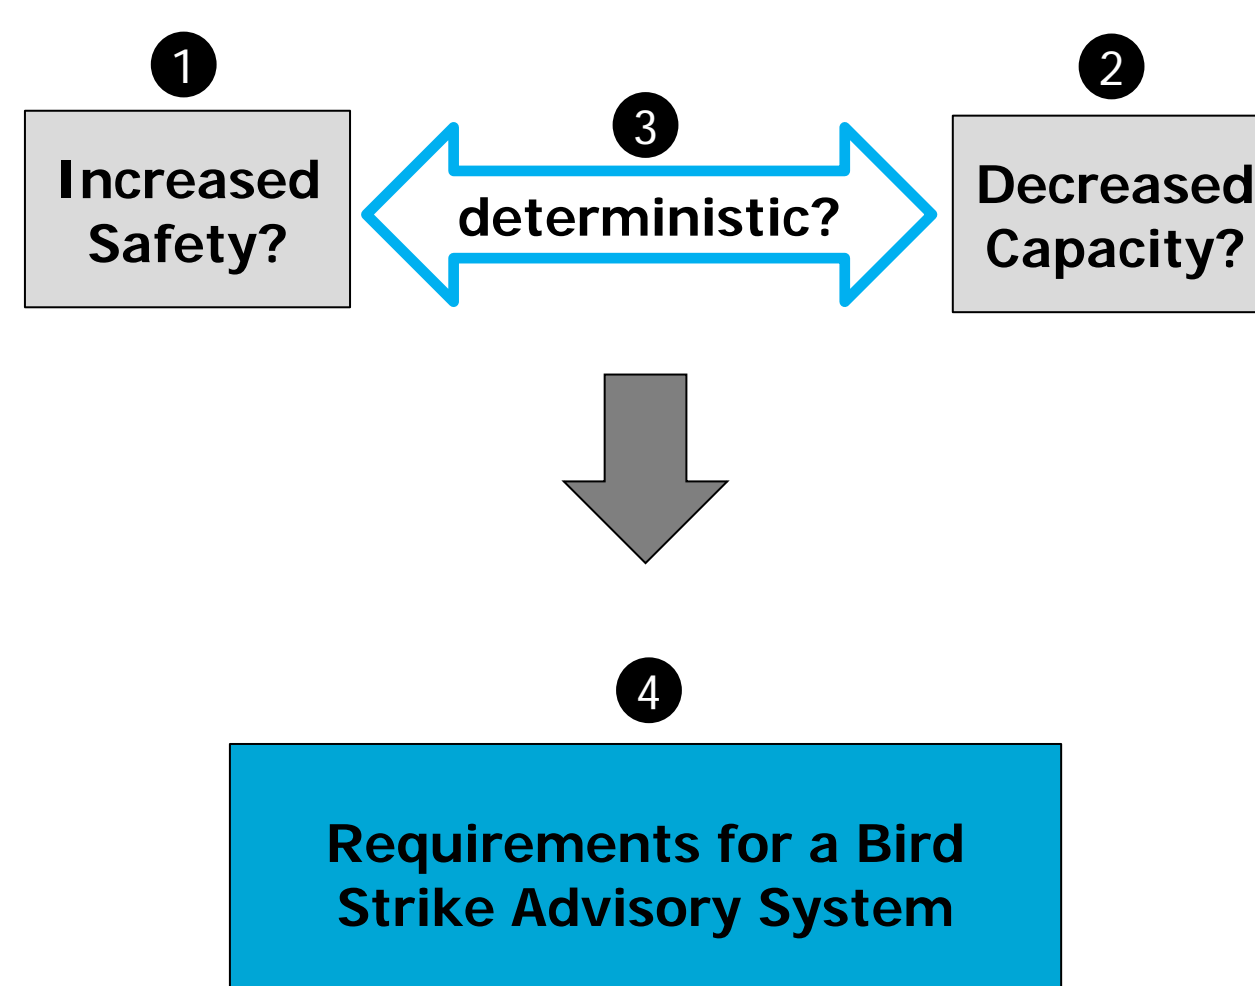 1
Increased
Safety?
3
deterministic?
2
Decreased
Capacity?
4
Requirements for a Bird
Strike Advisory System